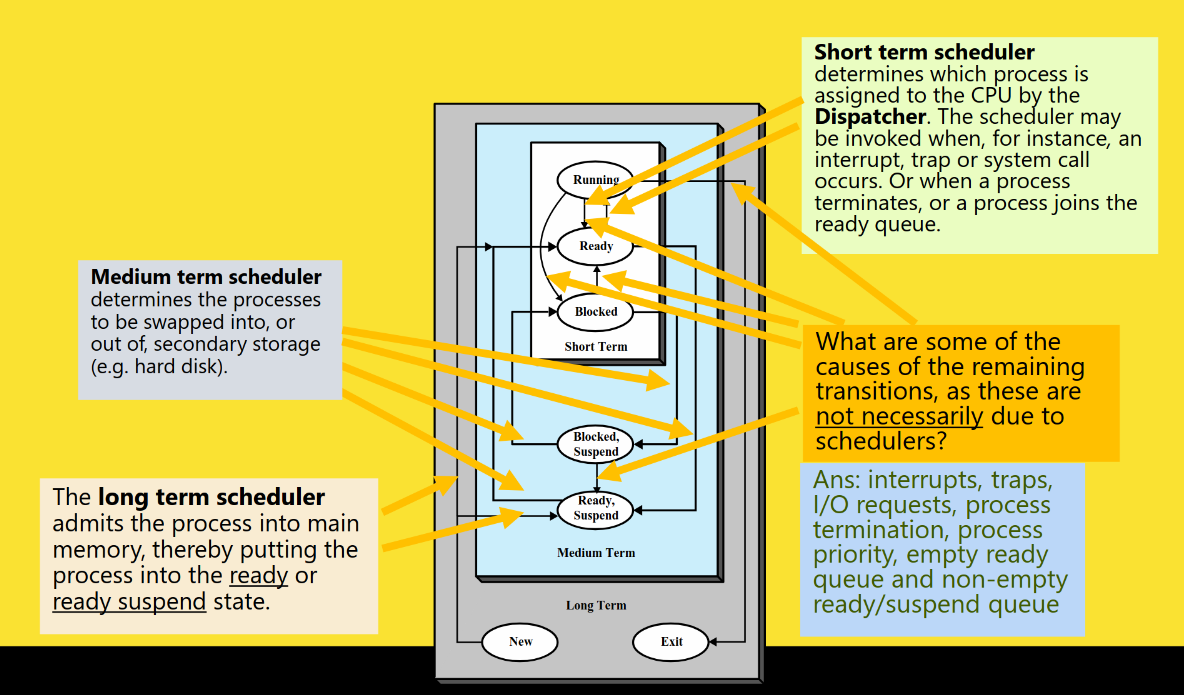 Short term scheduler
determines which process is
assigned to the CPU by the
Dispatcher. The scheduler may
be invoked when, for instance, an
interrupt, trap or system call
occurs. Or when a process
terminates, or a process joins the
ready queue.
Medium term scheduler
determines the processes
to be swapped into, or
out of, secondary storage
(e.g. hard disk).
The long term scheduler
admits the process into main
memory, thereby putting the
process into the ready or
ready suspend state.
Running
Ready
Blocked
Short Term
Blocked,
Suspend
Ready,
Suspend
Medium Term
Long Term
New
Exit
What are some of the
causes of the remaining
transitions, as these are
not necessarily due to
schedulers?
Ans: interrupts, traps,
I/O requests, process
termination, process
priority, empty ready
queue and non-empty
ready/suspend queue